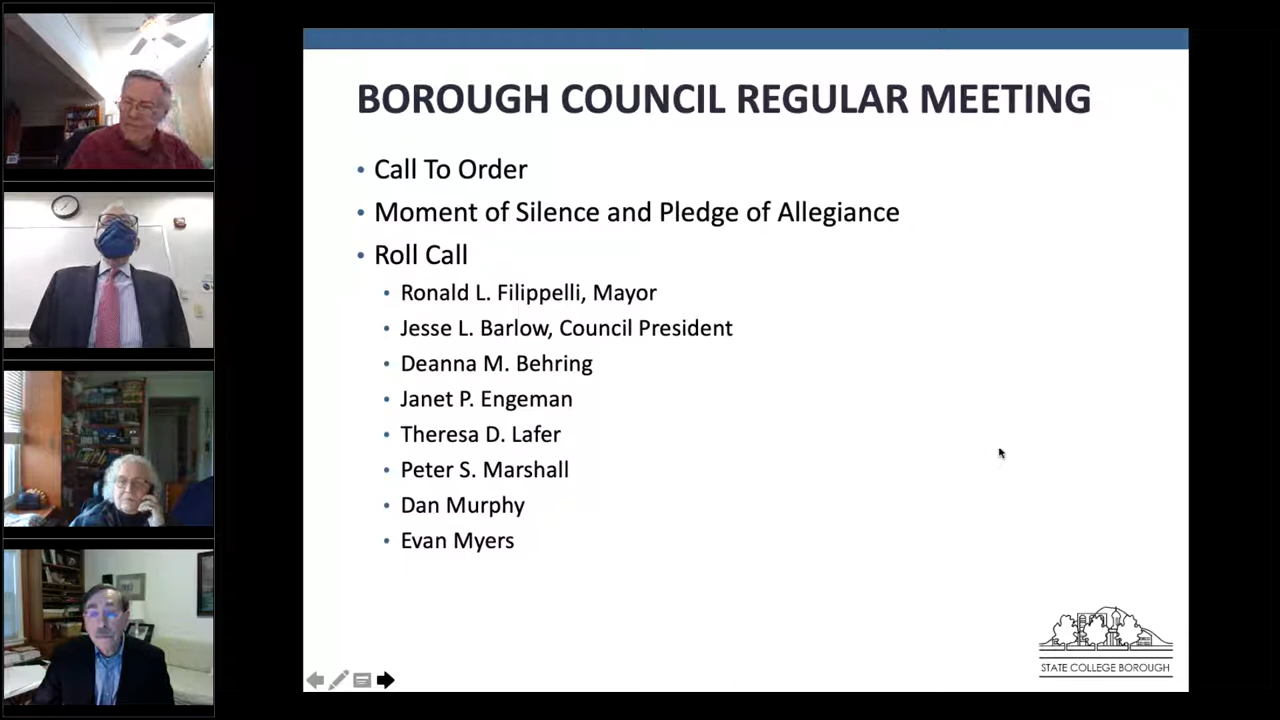 BOROUGH COUNCIL REGULAR MEETING
• Call To Order
• Moment of Silence and Pledge of Allegiance
• Roll Call
• Ronald L. Filippelli, Mayor
• Jesse L. Barlow, Council President
• Deanna M. Behring
• Janet P. Engeman
• Theresa D. Lafer
• Peter S. Marshall
• Dan Murphy
• Evan Myers
STATE COLLEGE BOROUGH